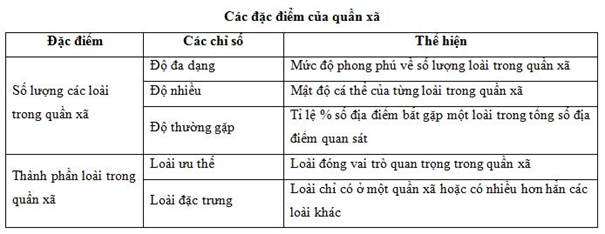 Các đặc điểm của quần xã
Đặc điểm
Các chỉ số
Thể hiện
Số lượng các loài
trong quần xã
Độ đa dạng
Mức độ phong phú về số lượng loài trong quần xã
Độ nhiều
Mật độ cá thể của từng loài trong quần xã
Độ thường gặp
Tỉ lệ % số địa điểm bắt gặp một loài trong tổng số địa
điểm quan sát
Thành phần loài trong
quần xã
Loài ưu thế
Loài đóng vai trò quan trọng trong quần xã
Loài đặc trưng
Loài chỉ có ở một quần xã hoặc có nhiều hơn hẳn các
loài khác